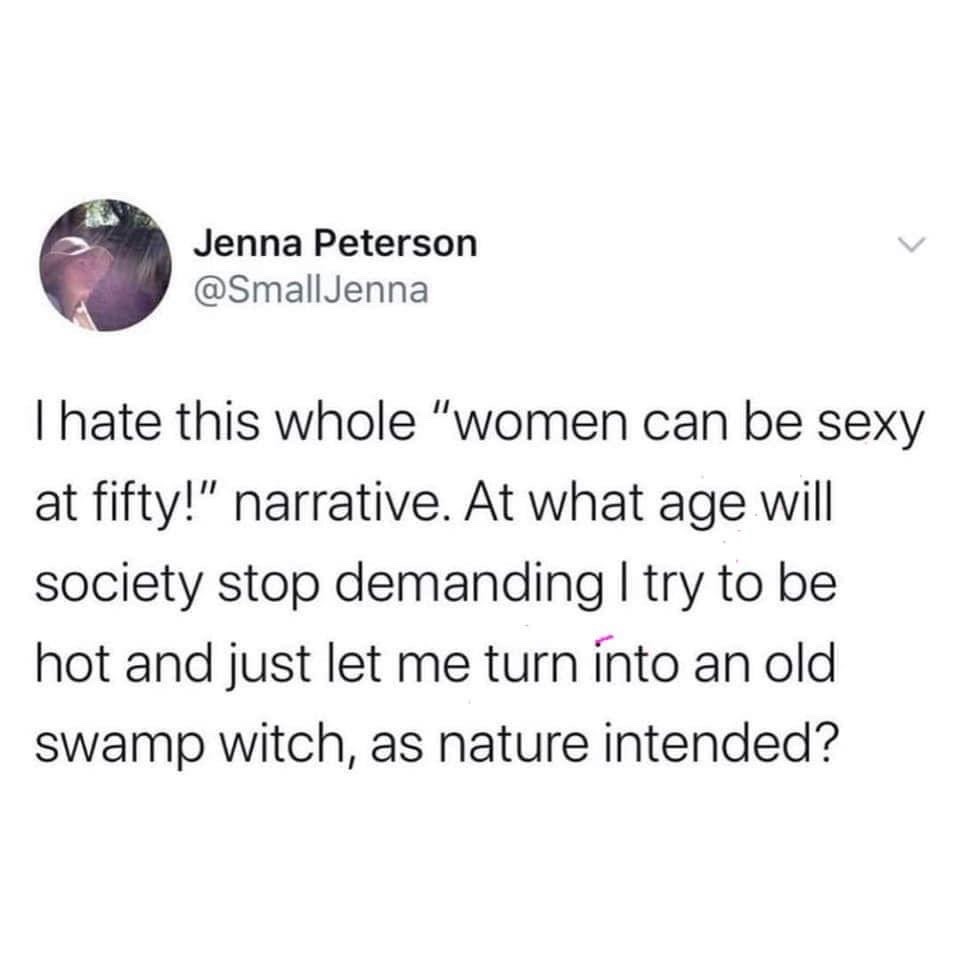 Jenna Peterson
@SmallJenna
I hate this whole “women can be sexy
at fifty!” narrative. At what age will
society stop demanding I try to be
hot and just let me turn into an old
swamp witch, as nature intended?